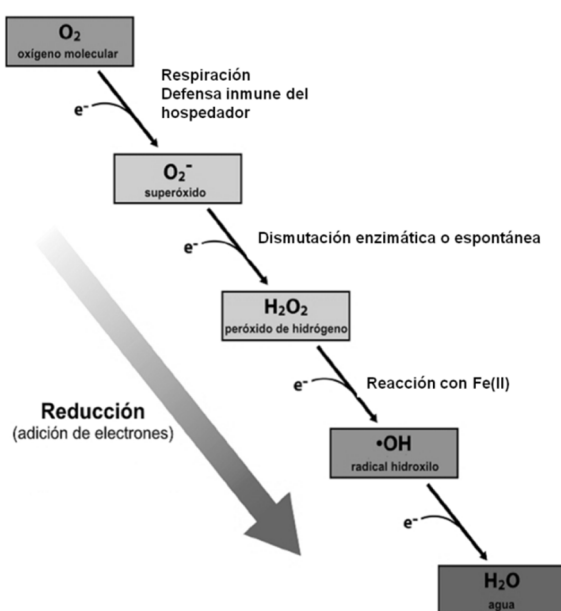 O₂
oxígeno molecular
Respiración
Defensa inmune del
hospedador
e⁻
O₂⁻
superóxido
Dismutación enzimática o espontánea
e⁻
H₂O₂
peróxido de hidrógeno
Reacción con Fe(II)
e⁻
Reducción
(adición de electrones)
•OH
radical hidroxilo
e⁻
H₂O
agua